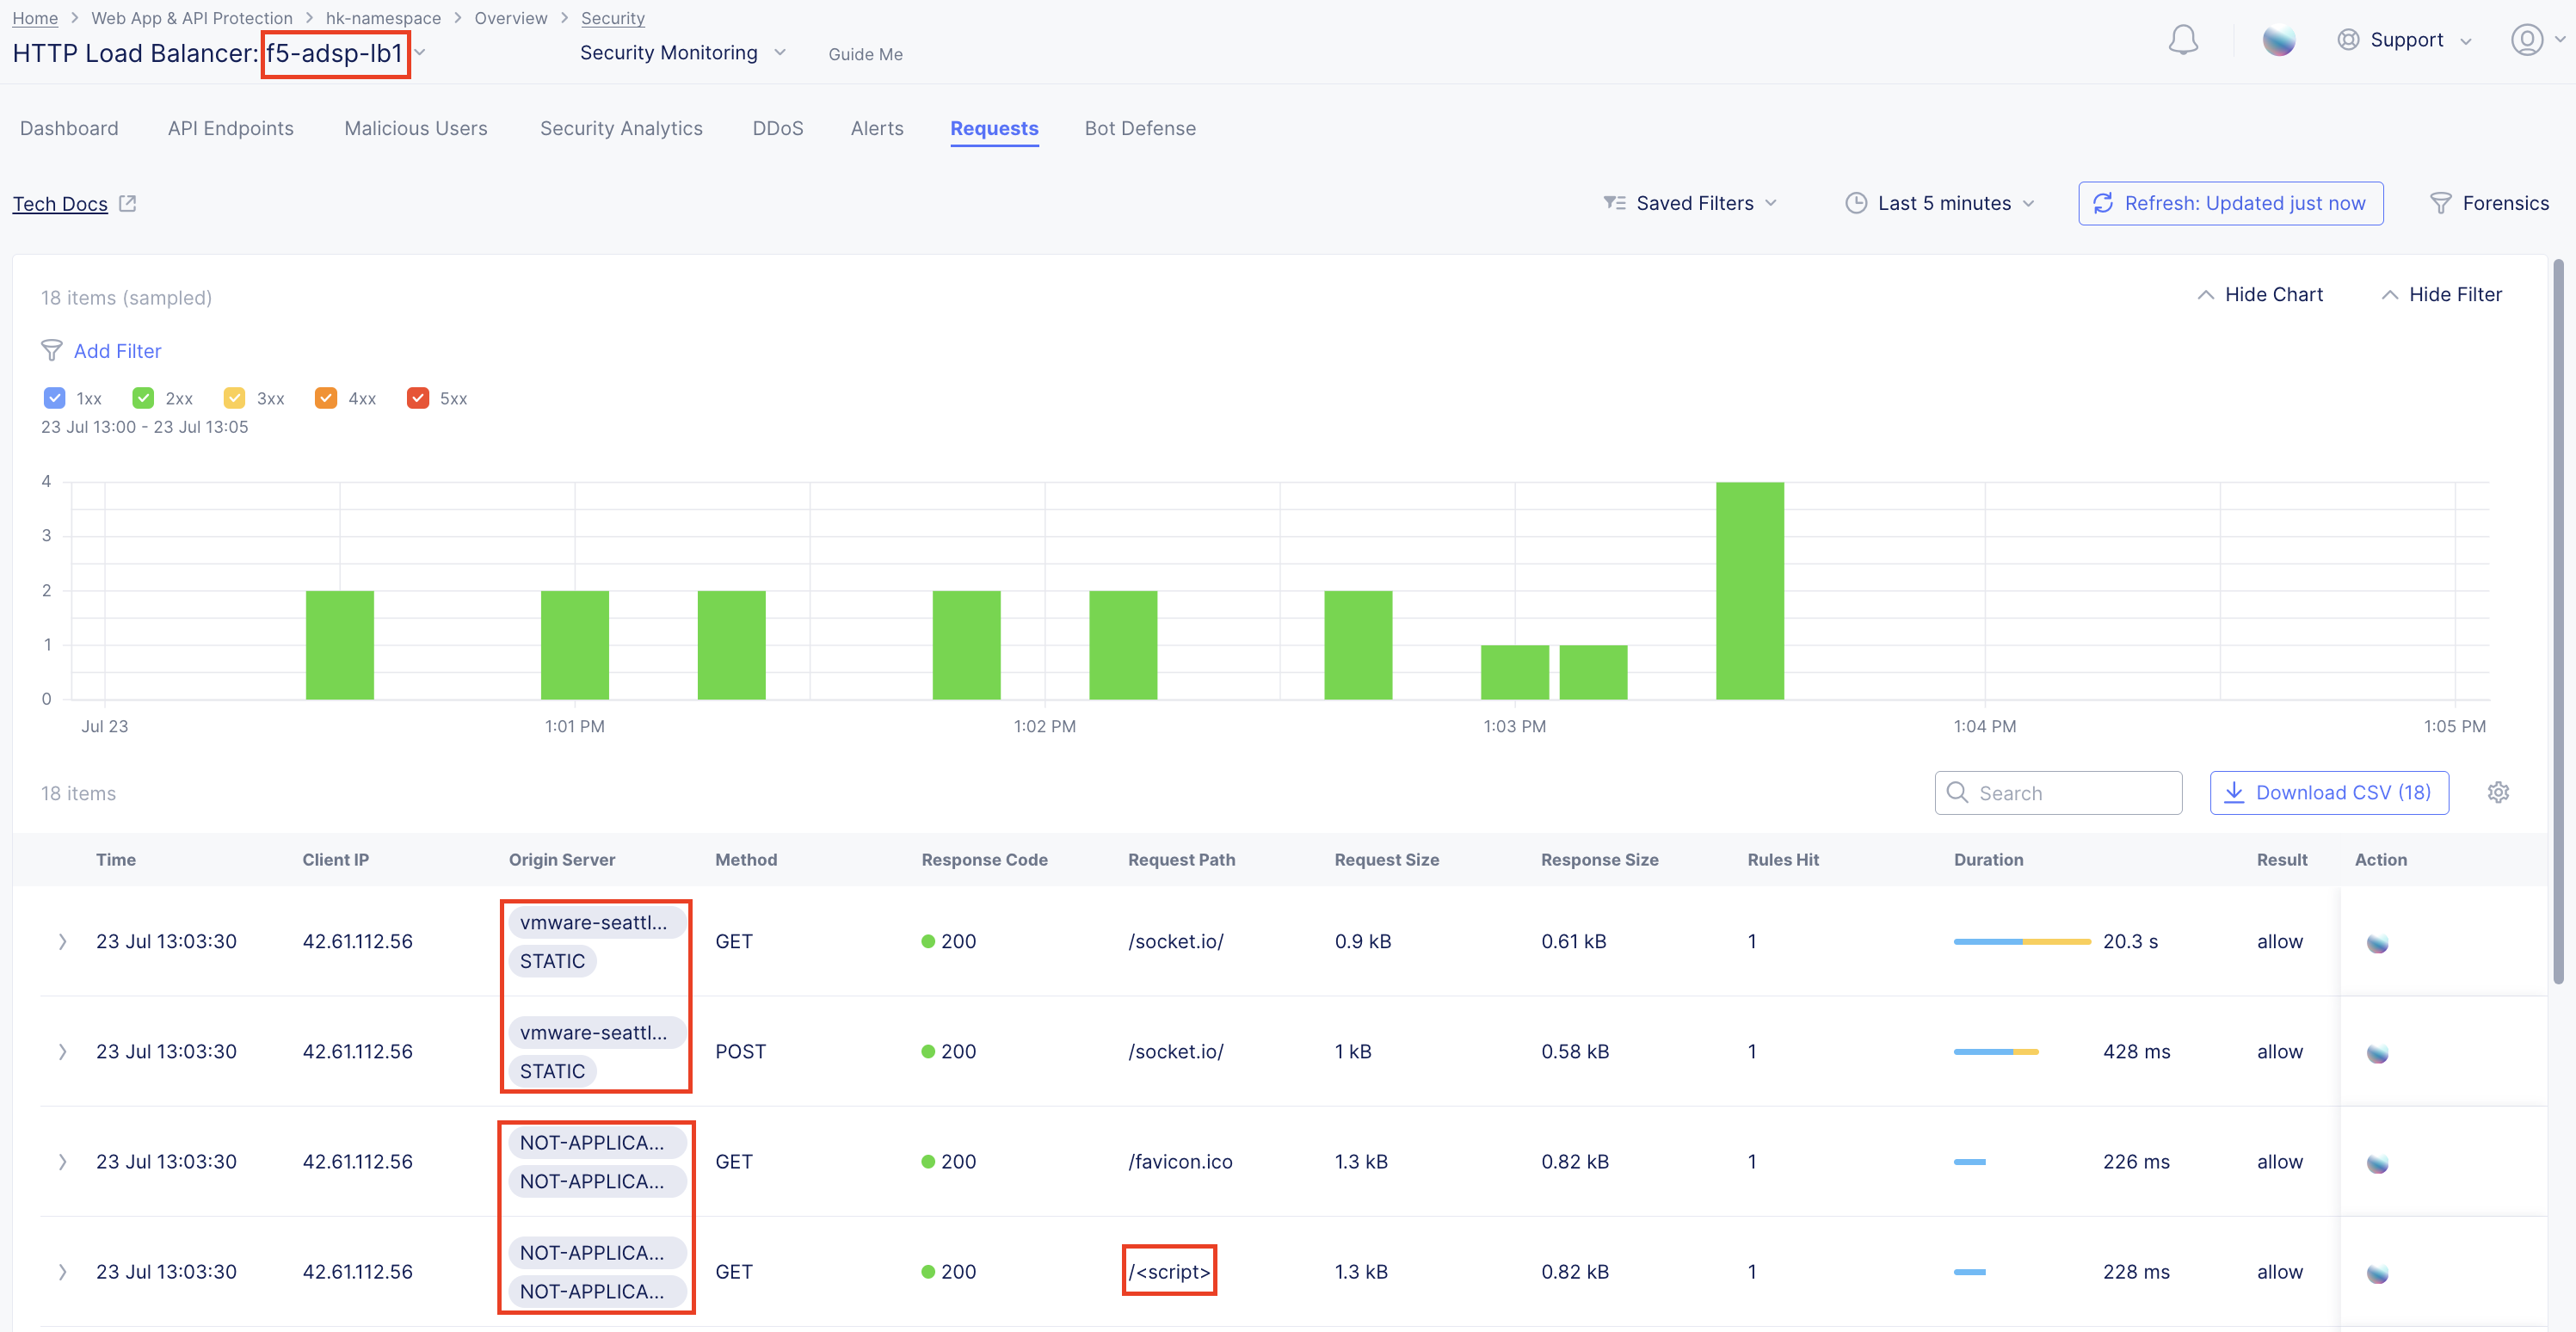 Home > Web App & API Protection > hk-namespace > Overview > Security
HTTP Load Balancer: f5-adsp-lb1
Security Monitoring
Guide Me
Support
Dashboard API Endpoints Malicious Users Security Analytics DDoS Alerts Requests Bot Defense
Tech Docs
Saved Filters
Last 5 minutes
Refresh: Updated just now
Forensics
18 items (sampled)
Hide Chart
Hide Filter
Add Filter
1xx 2xx 3xx 4xx 5xx
23 Jul 13:00 - 23 Jul 13:05
4
3
2
1
0
Jul 23 1:01 PM 1:02 PM 1:03 PM 1:04 PM 1:05 PM
18 items
Search
Download CSV (18)
Time Client IP Origin Server Method Response Code Request Path Request Size Response Size Rules Hit Duration Result Action
vmware-seattl...
23 Jul 13:03:30 42.61.112.56 GET 200 /socket.io/ 0.9 kB 0.61 kB 1 20.3 s allow
STATIC
vmware-seattl...
23 Jul 13:03:30 42.61.112.56 POST 200 /socket.io/ 1 kB 0.58 kB 1 428 ms allow
STATIC
NOT-APPLICA...
23 Jul 13:03:30 42.61.112.56 GET 200 /favicon.ico 1.3 kB 0.82 kB 1 226 ms allow
NOT-APPLICA...
NOT-APPLICA...
23 Jul 13:03:30 42.61.112.56 GET 200 /<script> 1.3 kB 0.82 kB 1 228 ms allow
NOT-APPLICA...